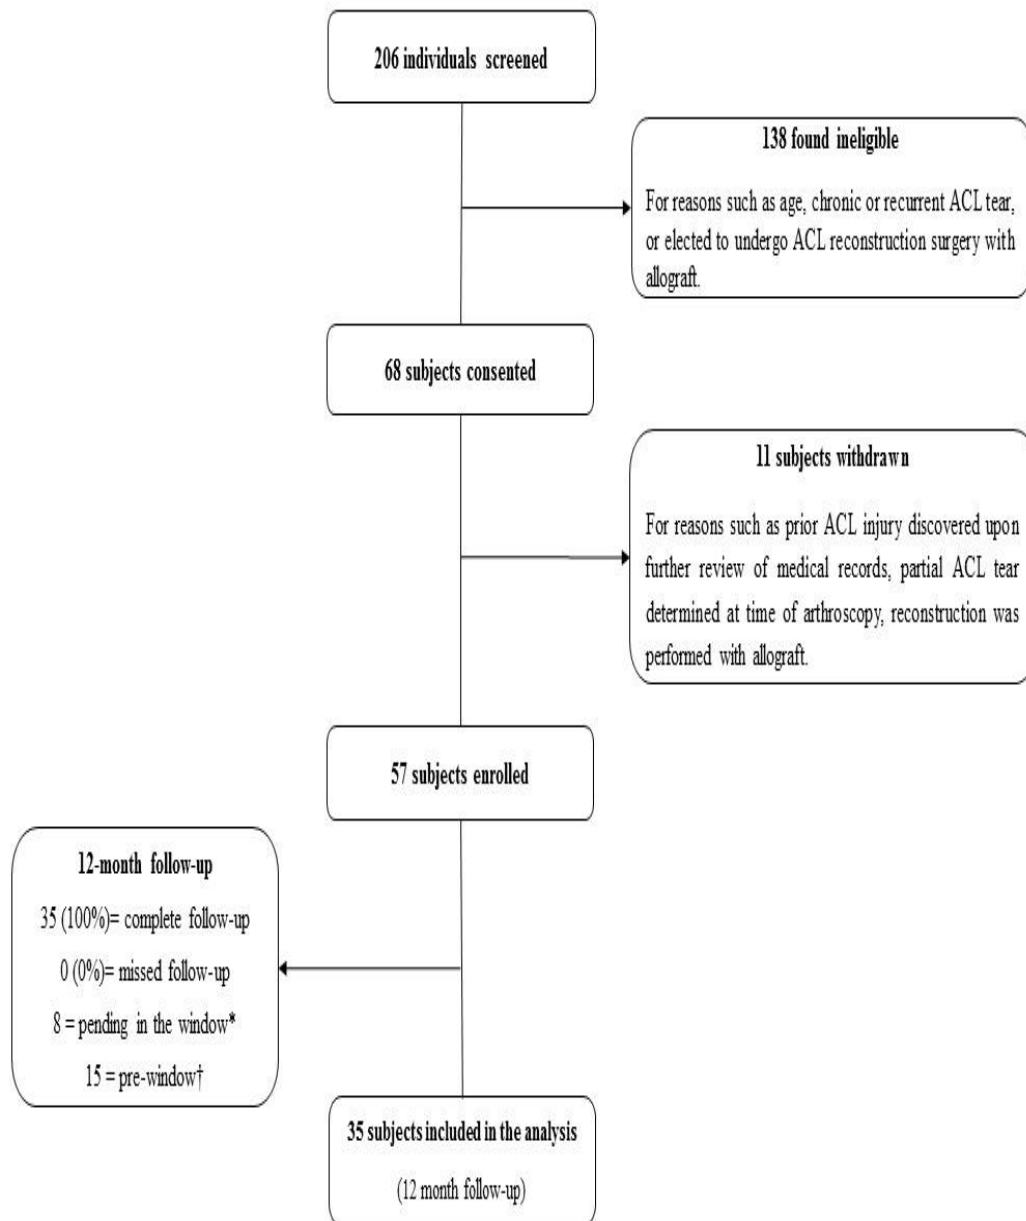 206 individuals screened
138 found ineligible
For reasons such as age, chronic or recurrent ACL tear,
or elected to undergo ACL reconstruction surgery with
allograft.
68 subjects consented
11 subjects withdrawn
For reasons such as prior ACL injury discovered upon
further review of medical records, partial ACL tear
determined at time of arthroscopy, reconstruction was
performed with allograft.
57 subjects enrolled
12-month follow-up
35 (100%)= complete follow-up
0 (0%)= missed follow-up
8 = pending in the window*
15 = pre-window†
35 subjects included in the analysis
(12 month follow-up)